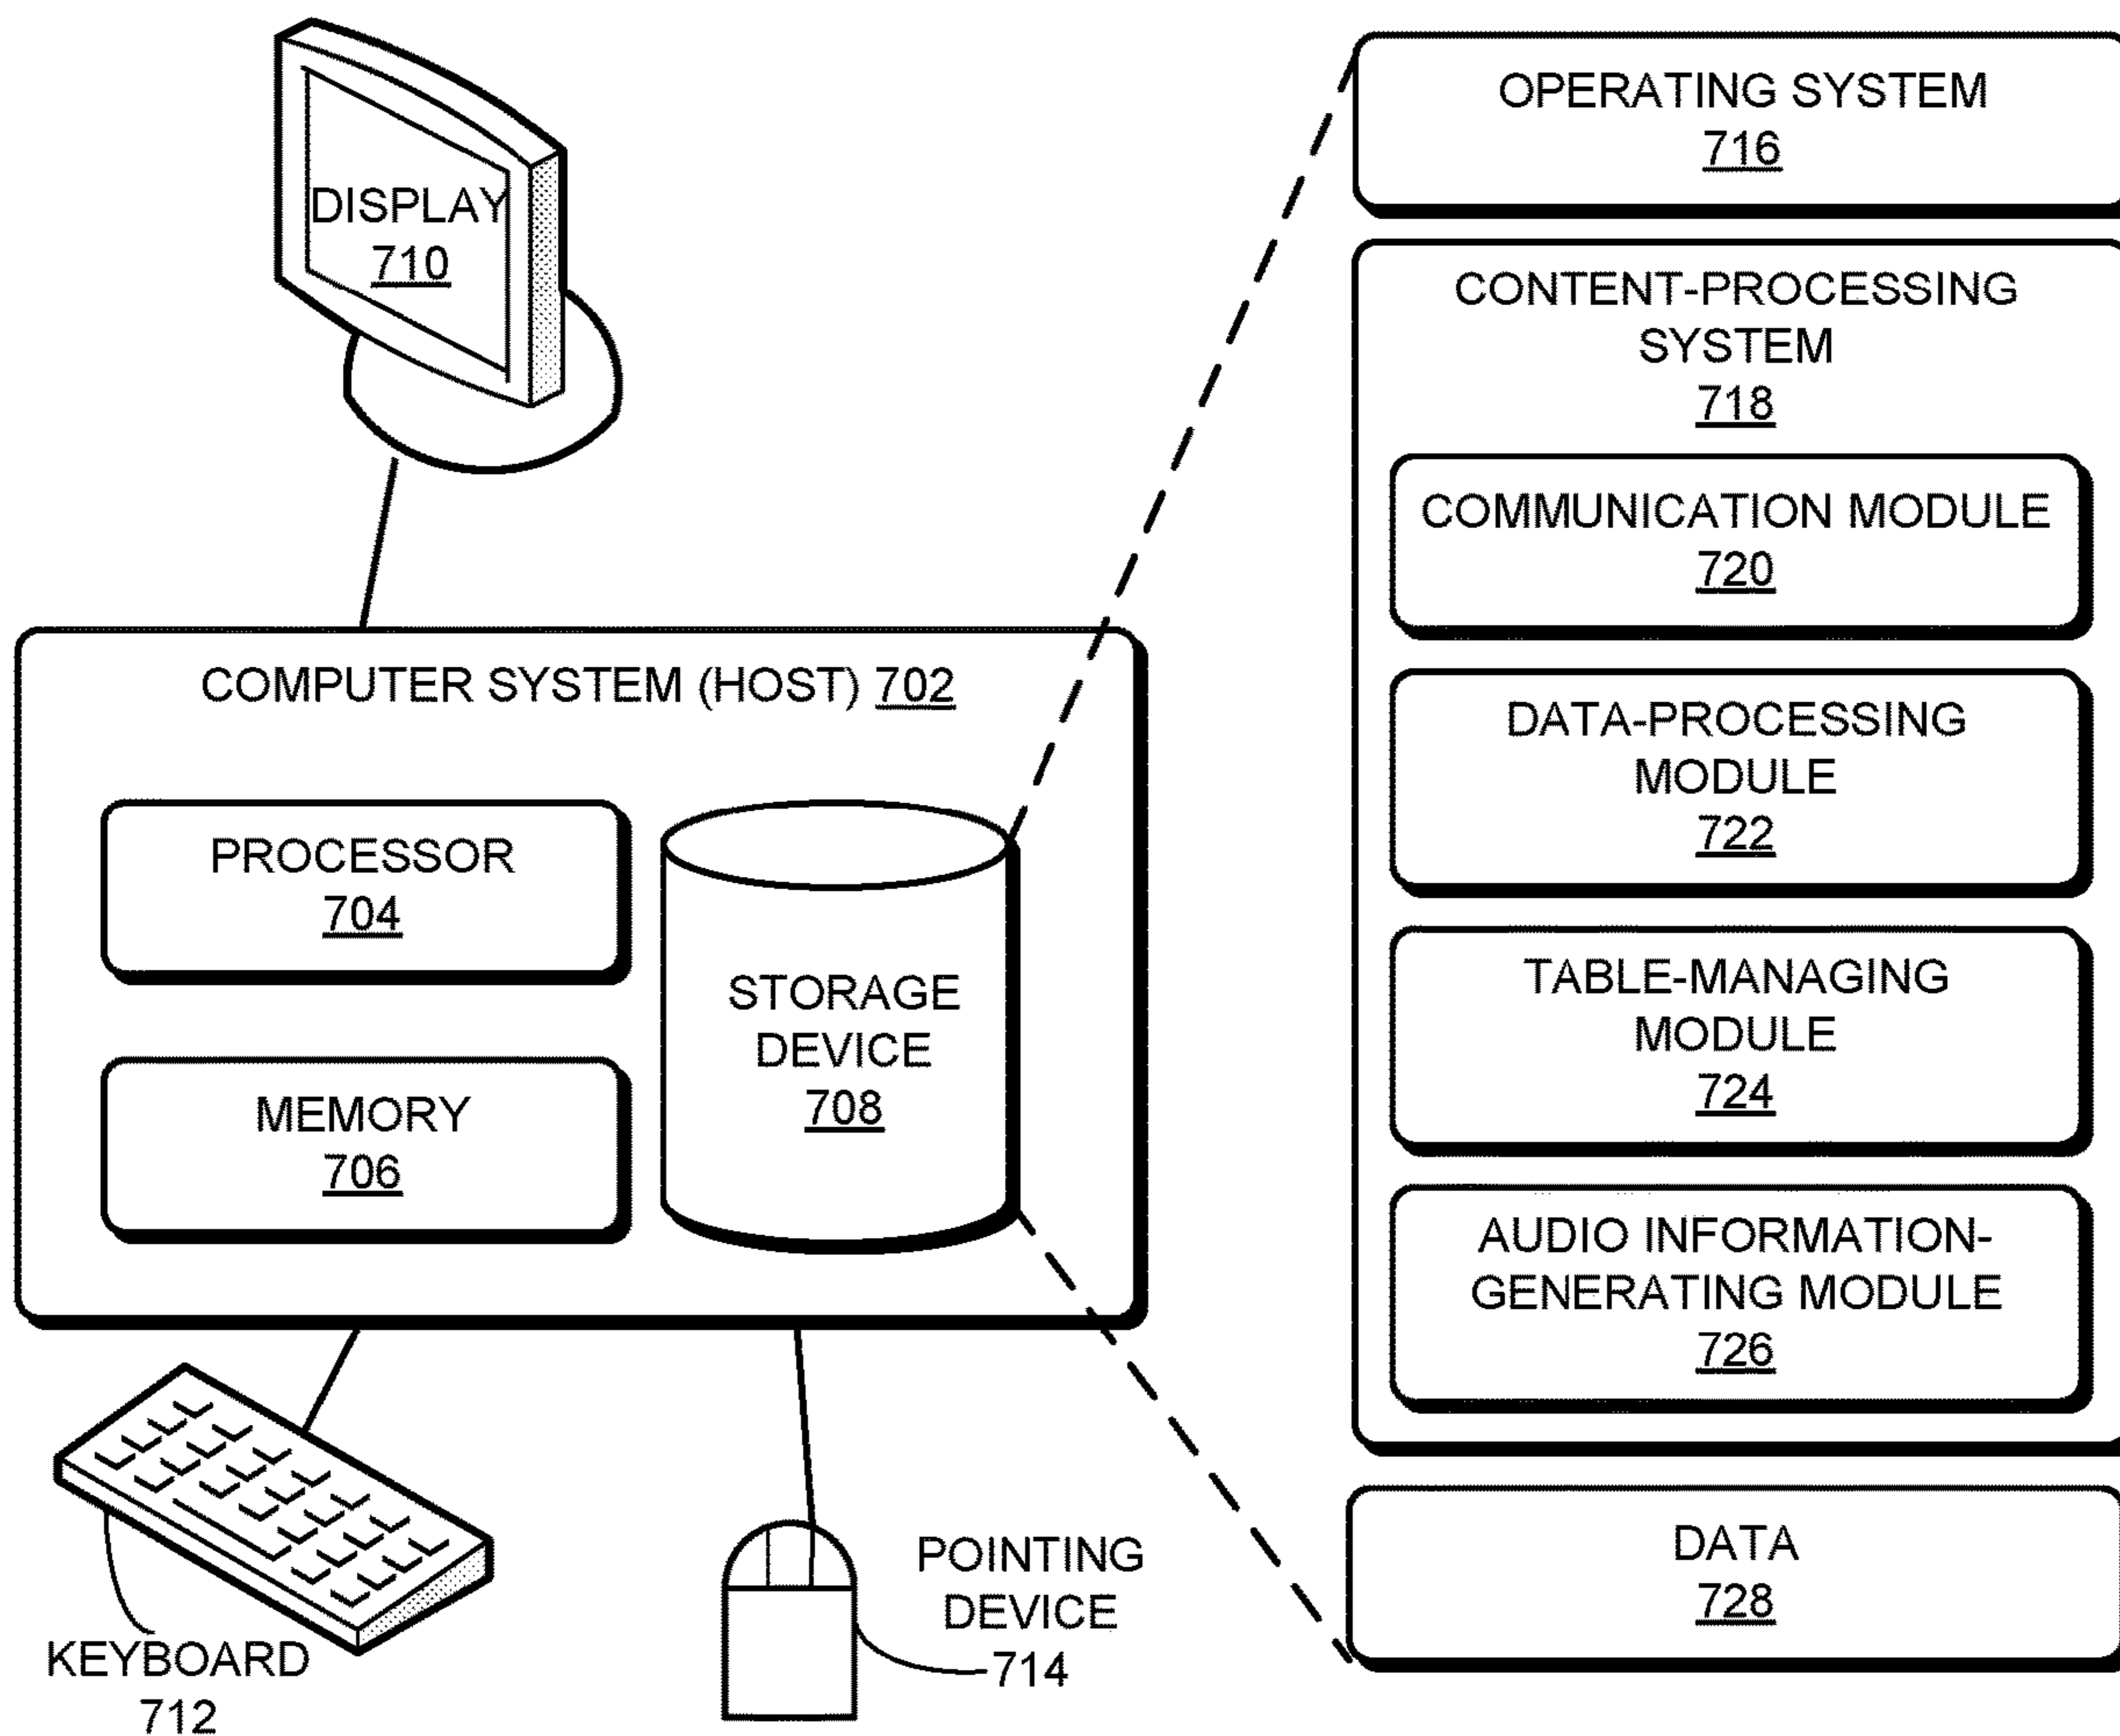 DISPLAY
710
COMPUTER SYSTEM (HOST) 702
PROCESSOR
704
MEMORY
706
STORAGE
DEVICE
708
KEYBOARD
712
POINTING
DEVICE
714
OPERATING SYSTEM
716
CONTENT-PROCESSING
SYSTEM
718
COMMUNICATION MODULE
720
DATA-PROCESSING
MODULE
722
TABLE-MANAGING
MODULE
724
AUDIO INFORMATION-
GENERATING MODULE
726
DATA
728